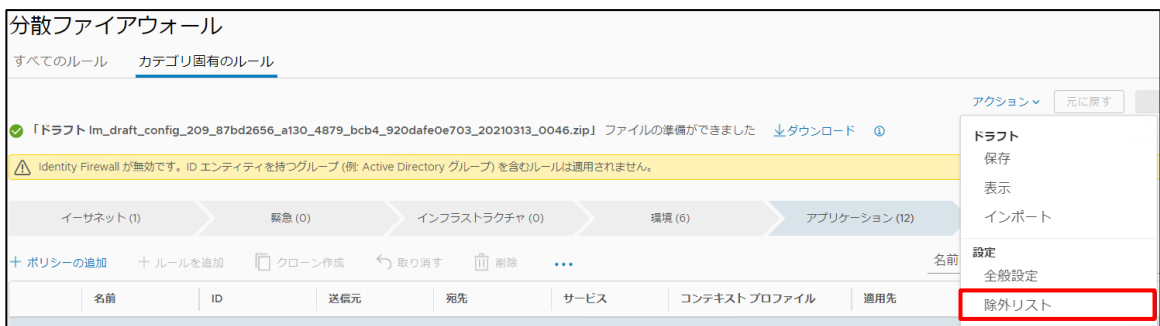 分散ファイアウォール
すべてのルール カテゴリ固有のルール
アクション 元に戻す
「ドラフト lm_draft_config_209_87bd2656_a130_4879_bcb4_920dafe0e703_20210313_0046.zip」 ファイルの準備ができました ダウンロード
Identity Firewall が無効です。ID エンティティを持つグループ (例: Active Directory グループ) を含むルールは適用されません。
イーサネット (1) 緊急 (0) インフラストラクチャ (0) 環境 (6) アプリケーション (12)
+ ポリシーの追加 + ルールを追加 クローン作成 取り消す 削除 ... 名前
名前 ID 送信元 宛先 サービス コンテキスト プロファイル 適用先
ドラフト
保存
表示
インポート
設定
全般設定
除外リスト